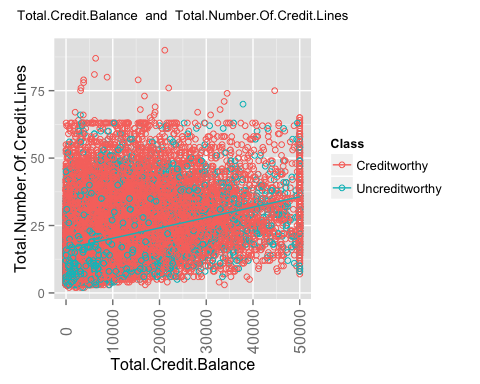 Total.Credit.Balance and Total.Number.Of.Credit.Lines
Total.Number.Of.Credit.Lines
75
50
25
0
0
10000
20000
30000
40000
50000
Total.Credit.Balance
Class
Creditworthy
Uncreditworthy